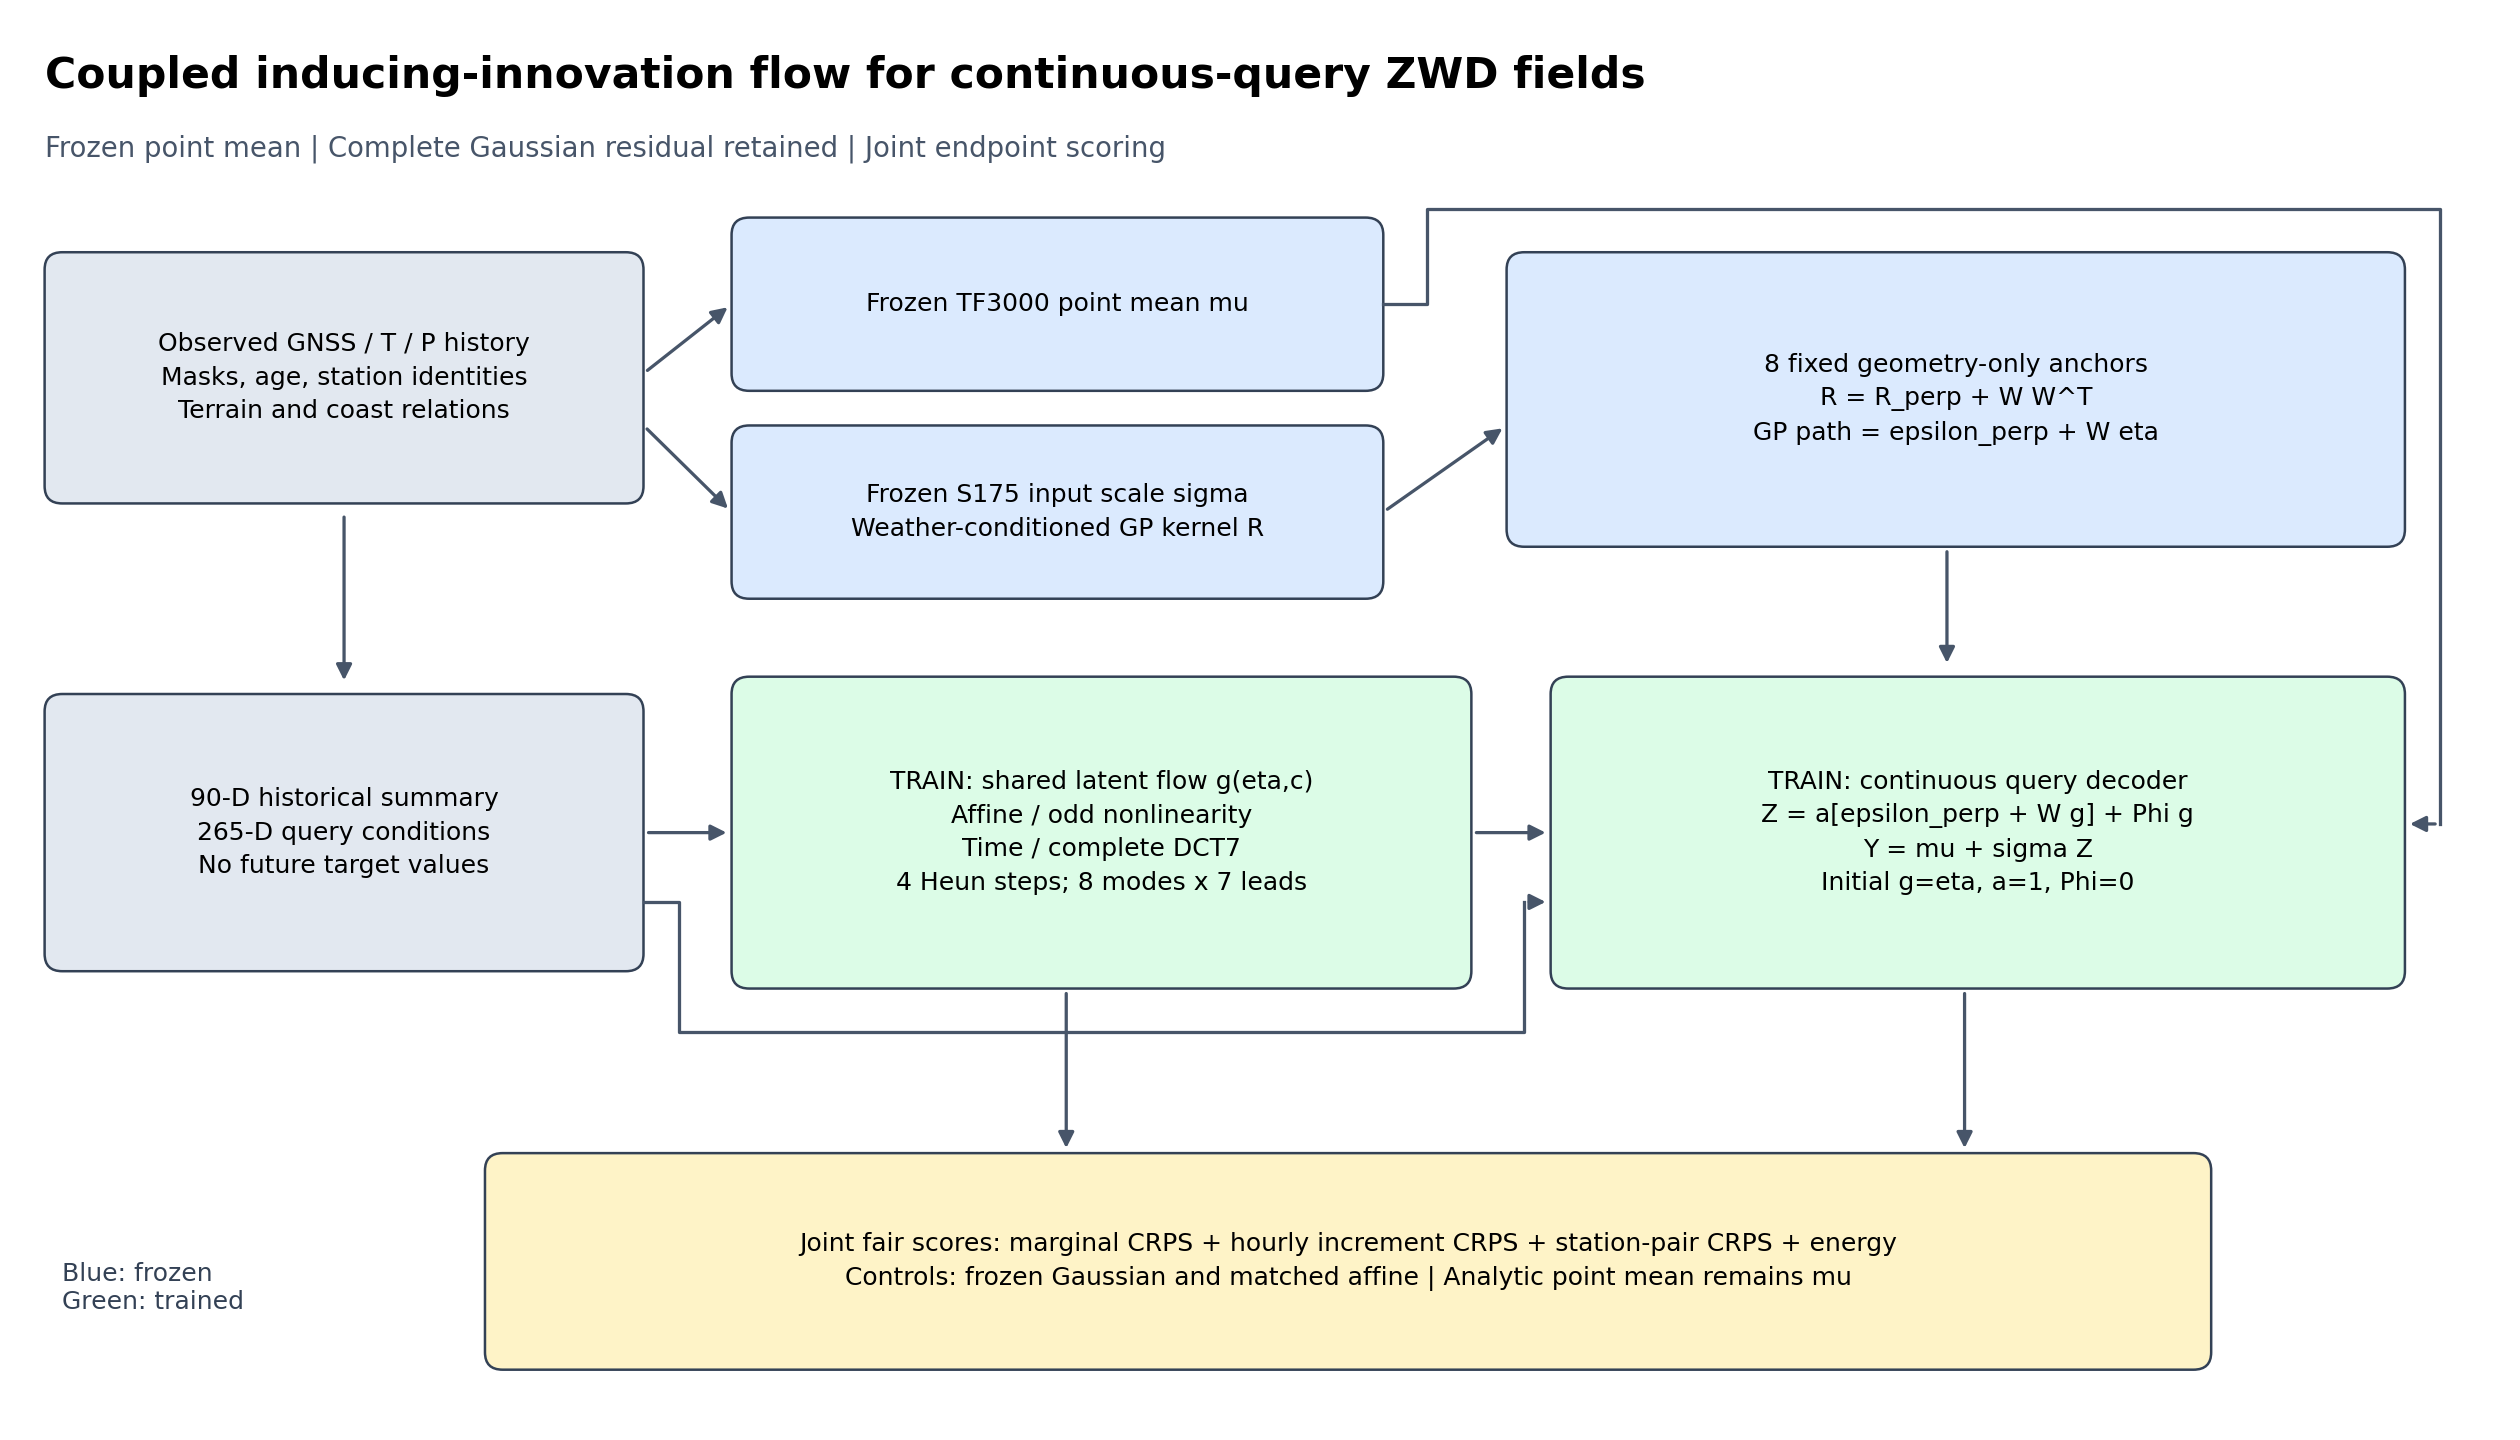 Coupled inducing-innovation flow for continuous-query ZWD fields
Frozen point mean | Complete Gaussian residual retained | Joint endpoint scoring
Observed GNSS / T / P history
Masks, age, station identities
Terrain and coast relations
Frozen TF3000 point mean mu
Frozen S175 input scale sigma
Weather-conditioned GP kernel R
8 fixed geometry-only anchors
R = R_perp + W W^T
GP path = epsilon_perp + W eta
90-D historical summary
265-D query conditions
No future target values
TRAIN: shared latent flow g(eta,c)
Affine / odd nonlinearity
Time / complete DCT7
4 Heun steps; 8 modes x 7 leads
TRAIN: continuous query decoder
Z = a[epsilon_perp + W g] + Phi g
Y = mu + sigma Z
Initial g=eta, a=1, Phi=0
Joint fair scores: marginal CRPS + hourly increment CRPS + station-pair CRPS + energy
Controls: frozen Gaussian and matched affine | Analytic point mean remains mu
Blue: frozen
Green: trained